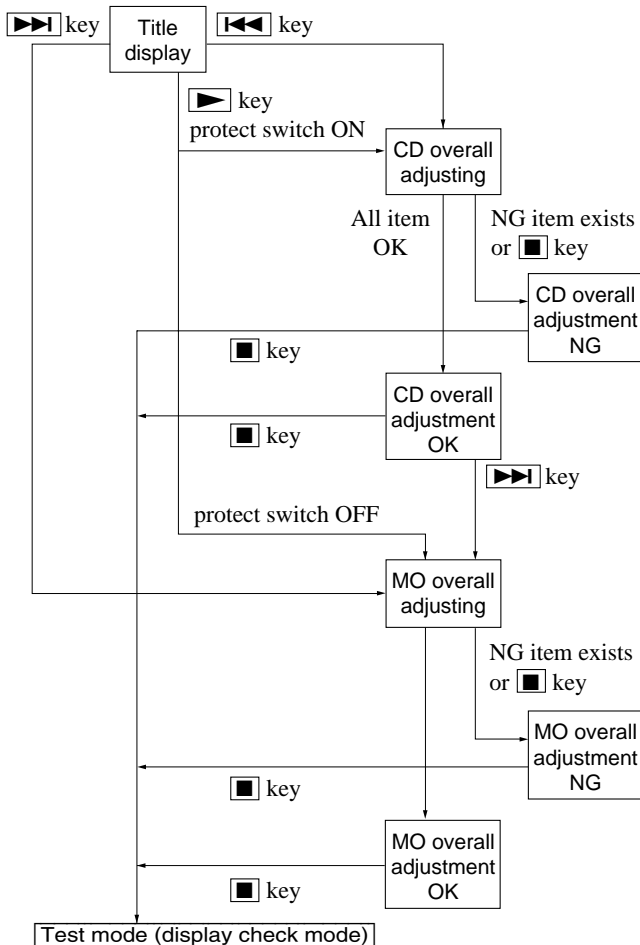 key
Title
display
key
key
protect switch ON
CD overall
adjusting
All item
OK
NG item exists
or key
CD overall
adjustment
NG
key
CD overall
adjustment
OK
key
key
protect switch OFF
MO overall
adjusting
NG item exists
or key
MO overall
adjustment
NG
key
MO overall
adjustment
OK
key
Test mode (display check mode)